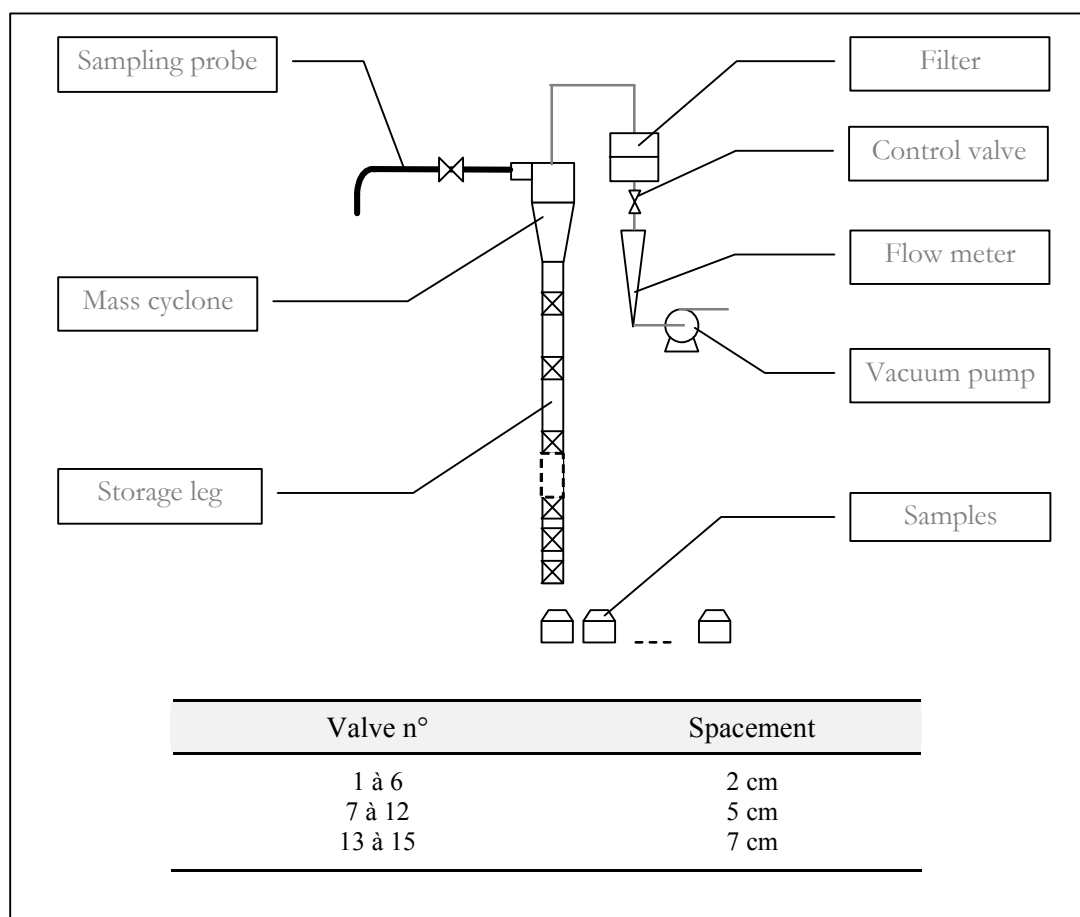 Sampling probe
Filter
Control valve
Flow meter
Mass cyclone
Vacuum pump
Storage leg
Samples
Valve n° Spacement
1 à 6 2 cm
7 à 12 5 cm
13 à 15 7 cm